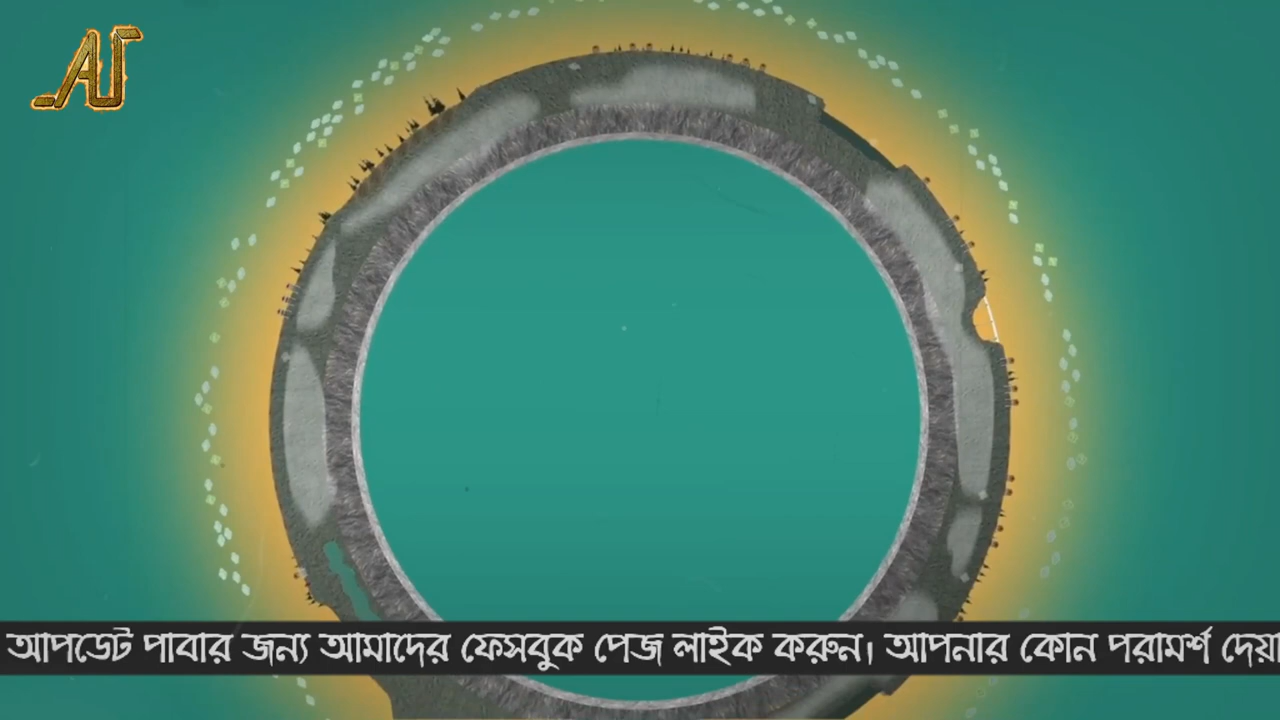 AJ
আপডেট পাবার জন্য আমাদের ফেসবুক পেজ লাইক করুন। আপনার কোন পরামর্শ দেয়া